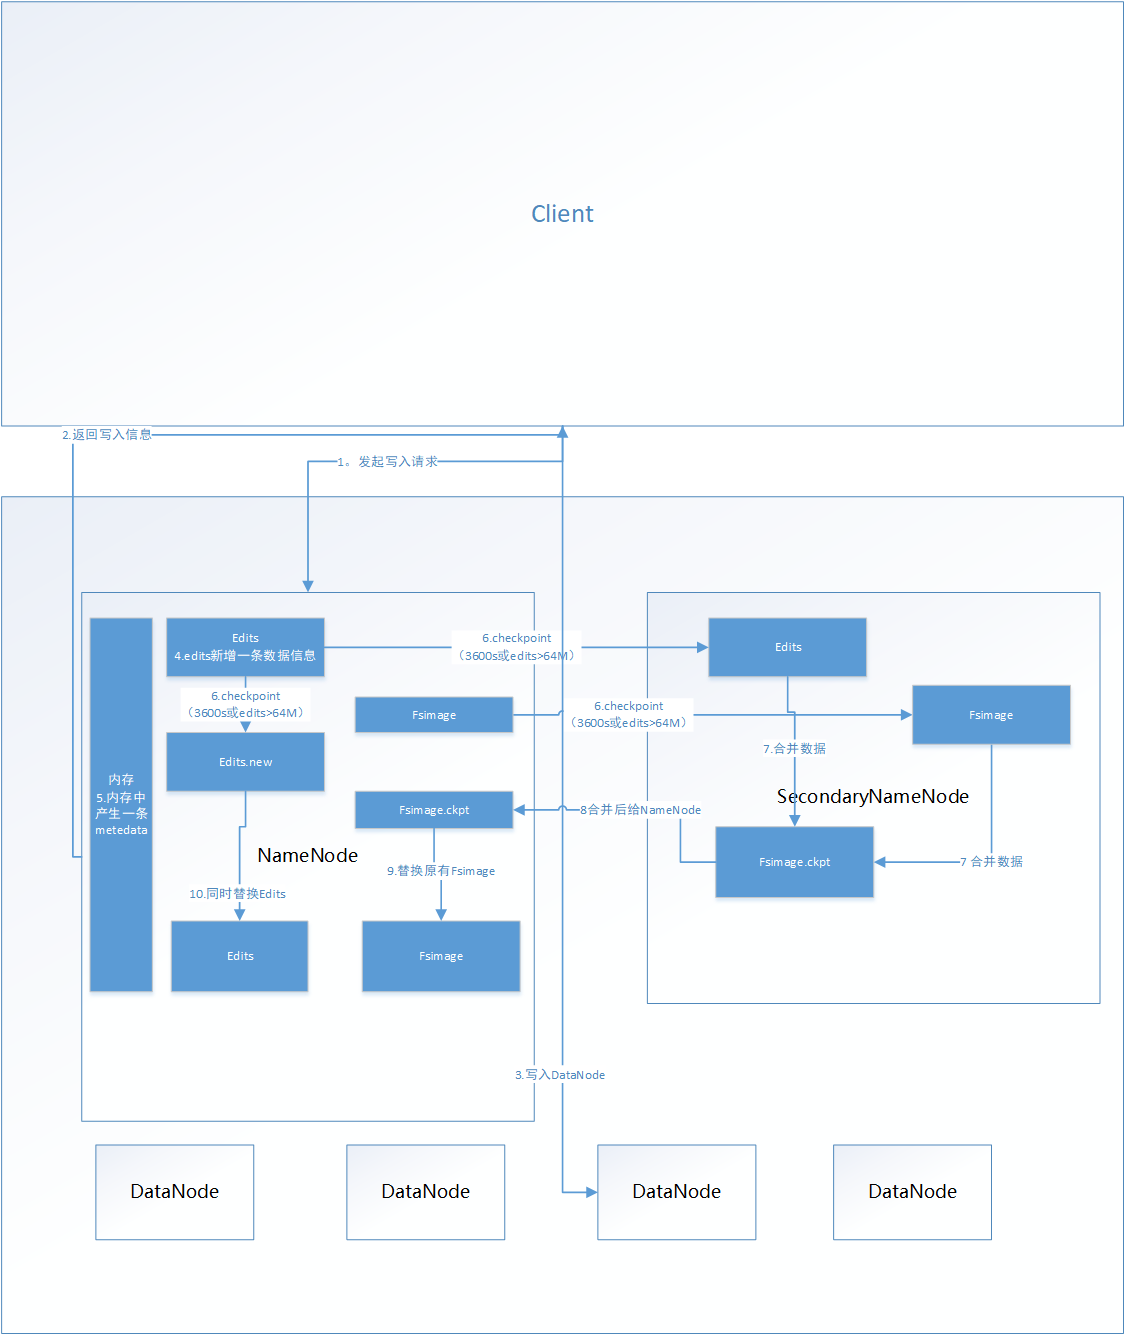 Client
2.返回写入信息
1。发起写入请求
Edits
4.edits新增一条数据信息
6.checkpoint
（3600s或edits>64M）
Edits
6.checkpoint
（3600s或edits>64M）
Fsimage
6.checkpoint
（3600s或edits>64M）
Fsimage
Edits.new
7.合并数据
内存
5.内存中
产生一条
metedata
SecondaryNameNode
Fsimage.ckpt
8合并后给NameNode
NameNode
9.替换原有Fsimage
Fsimage.ckpt
7 合并数据
10.同时替换Edits
Edits
Fsimage
3.写入DataNode
DataNode
DataNode
DataNode
DataNode